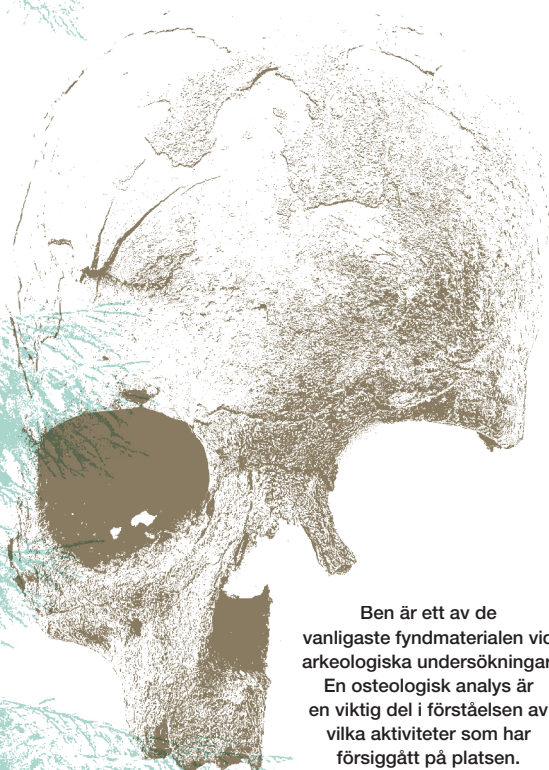 Ben är ett av de
vanligaste fyndmaterialen vid
arkeologiska undersökningar
En osteologisk analys är
en viktig del i förståelsen av
vilka aktiviteter som har
försiggått på platsen.